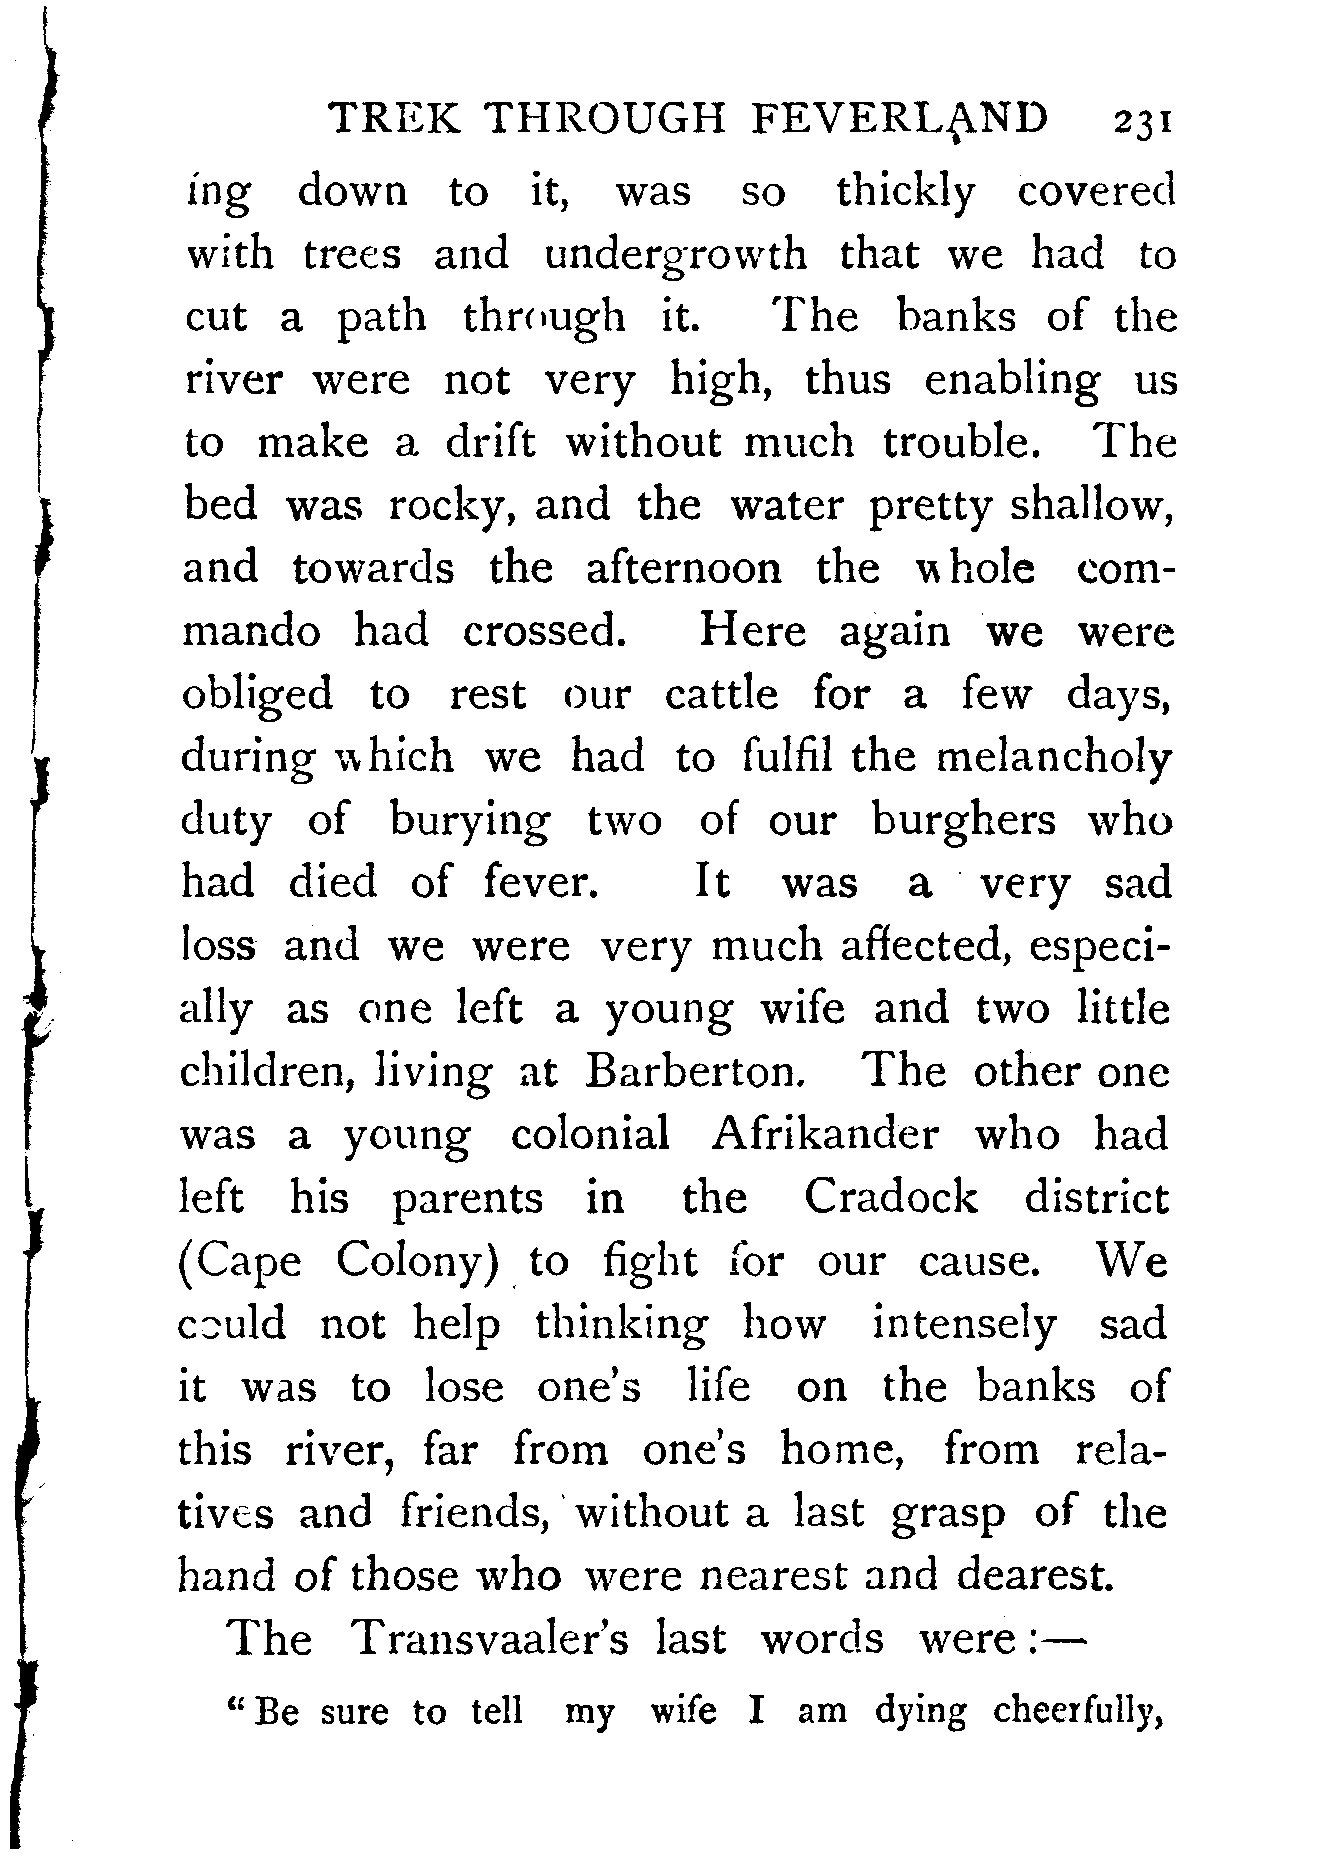 TREK THROUGH FEVERLAND 231
ing down to it, was so thickly covered
with trees and undergrowth that we had to
cut a path through it. The banks of the
river were not very high, thus enabling us
to make a drift without much trouble. The
bed was rocky, and the water pretty shallow,
and towards the afternoon the whole com-
mando had crossed. Here again we were
obliged to rest our cattle for a few days,
during which we had to fulfil the melancholy
duty of burying two of our burghers who
had died of fever. It was a very sad
loss and we were very much affected, especi-
ally as one left a young wife and two little
children, living at Barberton. The other one
was a young colonial Afrikander who had
left his parents in the Cradock district
(Cape Colony) to fight for our cause. We
could not help thinking how intensely sad
it was to lose one's life on the banks of
this river, far from one's home, from rela-
tives and friends, without a last grasp of the
hand of those who were nearest and dearest.
The Transvaaler's last words were:—
"Be sure to tell my wife I am dying cheerfully,